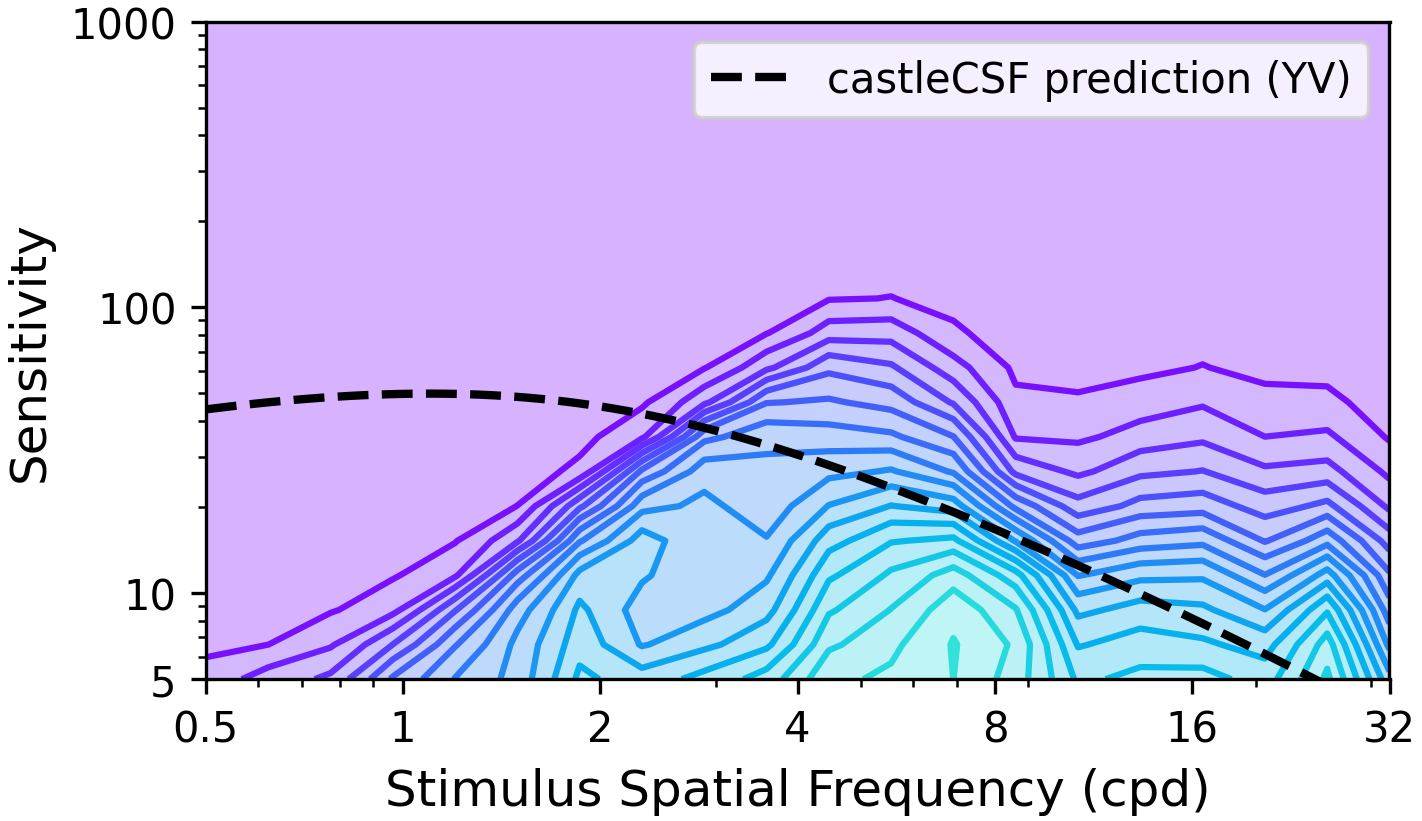 1000
castleCSF prediction (YV)
Sensitivity
100
10
5
0.5 1 2 4 8 16 32
Stimulus Spatial Frequency (cpd)